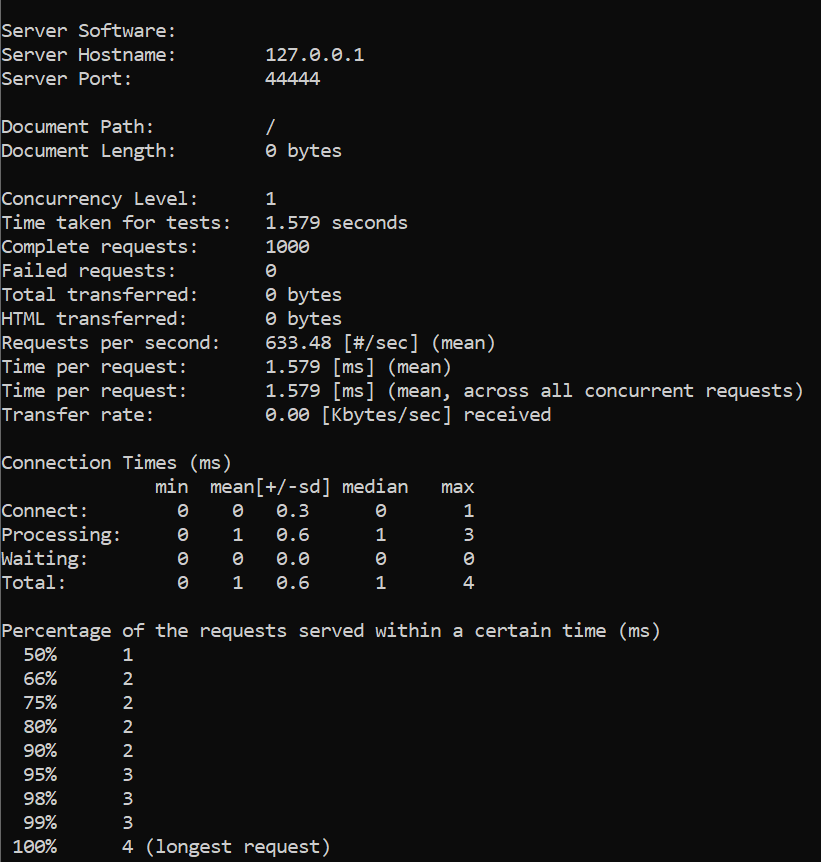 Server Software:
Server Hostname:        127.0.0.1
Server Port:            44444

Document Path:          /
Document Length:        0 bytes

Concurrency Level:      1
Time taken for tests:   1.579 seconds
Complete requests:      1000
Failed requests:        0
Total transferred:      0 bytes
HTML transferred:       0 bytes
Requests per second:    633.48 [#/sec] (mean)
Time per request:       1.579 [ms] (mean)
Time per request:       1.579 [ms] (mean, across all concurrent requests)
Transfer rate:          0.00 [Kbytes/sec] received

Connection Times (ms)
              min  mean[+/-sd] median   max
Connect:        0    0   0.3      0       1
Processing:     0    1   0.6      1       3
Waiting:        0    0   0.0      0       0
Total:          0    1   0.6      1       4

Percentage of the requests served within a certain time (ms)
  50%      1
  66%      2
  75%      2
  80%      2
  90%      2
  95%      3
  98%      3
  99%      3
 100%      4 (longest request)